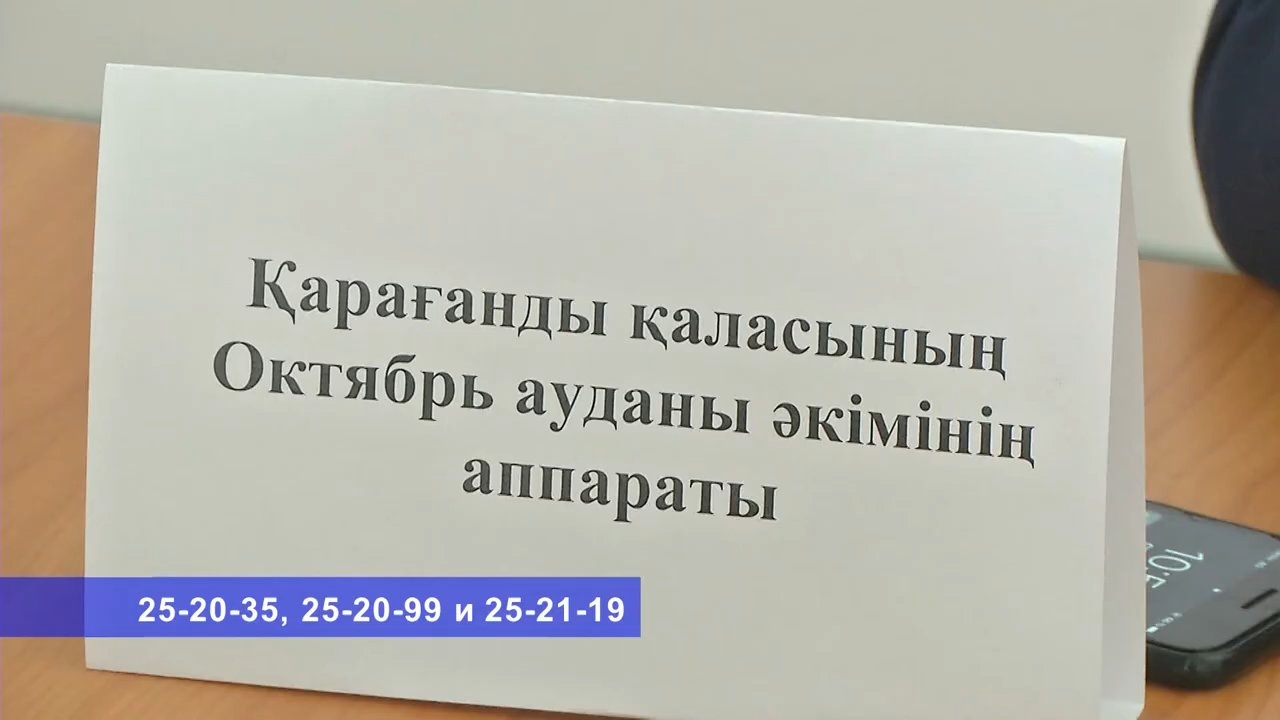 Қарағанды қаласының
Октябрь ауданы әкімінің
аппараты
25-20-35, 25-20-99 и 25-21-19